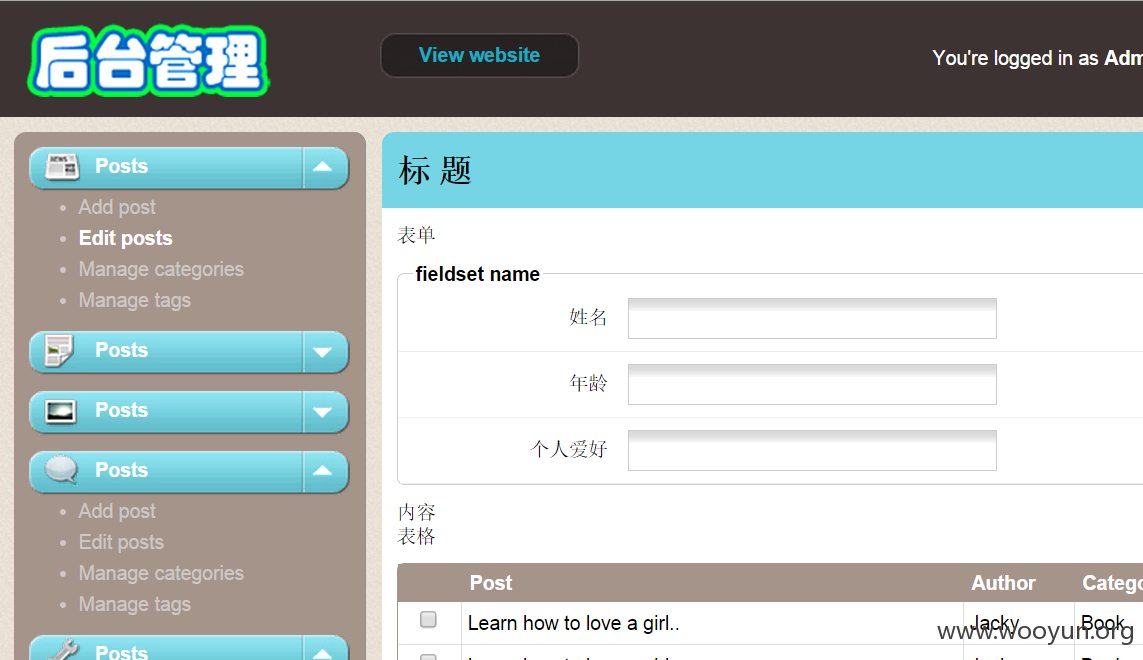 后台管理
View website
You're logged in as Adm
Posts
Add post
Edit posts
Manage categories
Manage tags
Posts
Posts
Posts
Add post
Edit posts
Manage categories
Manage tags
Posts
标 题
表单
fieldset name
姓名
年龄
个人爱好
内容
表格
Post Author Catego
Learn how to love a girl.. Jacky Book
www.wooyun.org